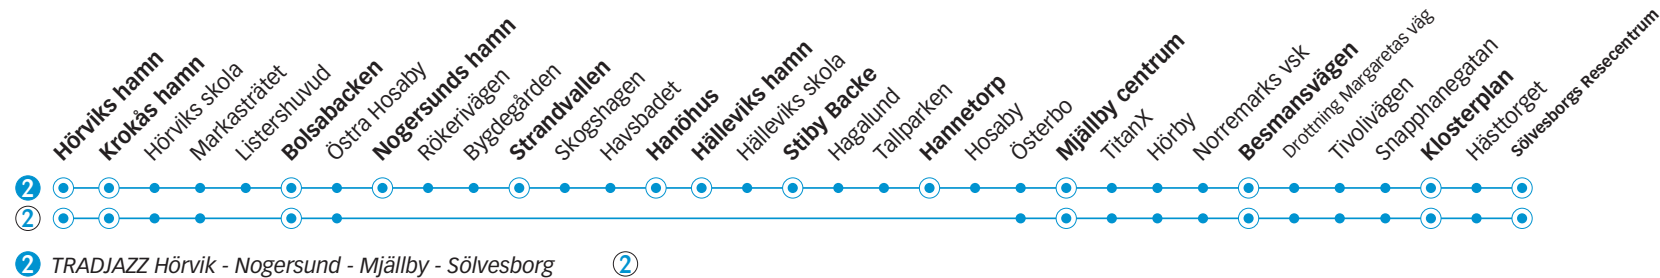 Hörviks hamn
Krokås hamn
Hörviks skola
Markasträtet
Listershuvud
Bolsabacken
Östra Hosaby
Nogersunds hamn
Rökerivägen
Bygdegården
Strandvallen
Skogshagen
Havsbadet
Hanöhus
Hälleviks hamn
Hälleviks skola
Stiby Backe
Hagalund
Tallparken
Hannetorp
Hosaby
Österbo
Mjällby centrum
TitanX
Hörby
Norremarks vsk
Besmansvägen
Drottning Margaretas väg
Tivolivägen
Snapphanegatan
Klosterplan
Hästtorget
Sölvesborgs Resecentrum
2
2
2 TRADJAZZ Hörvik - Nogersund - Mjällby - Sölvesborg 2